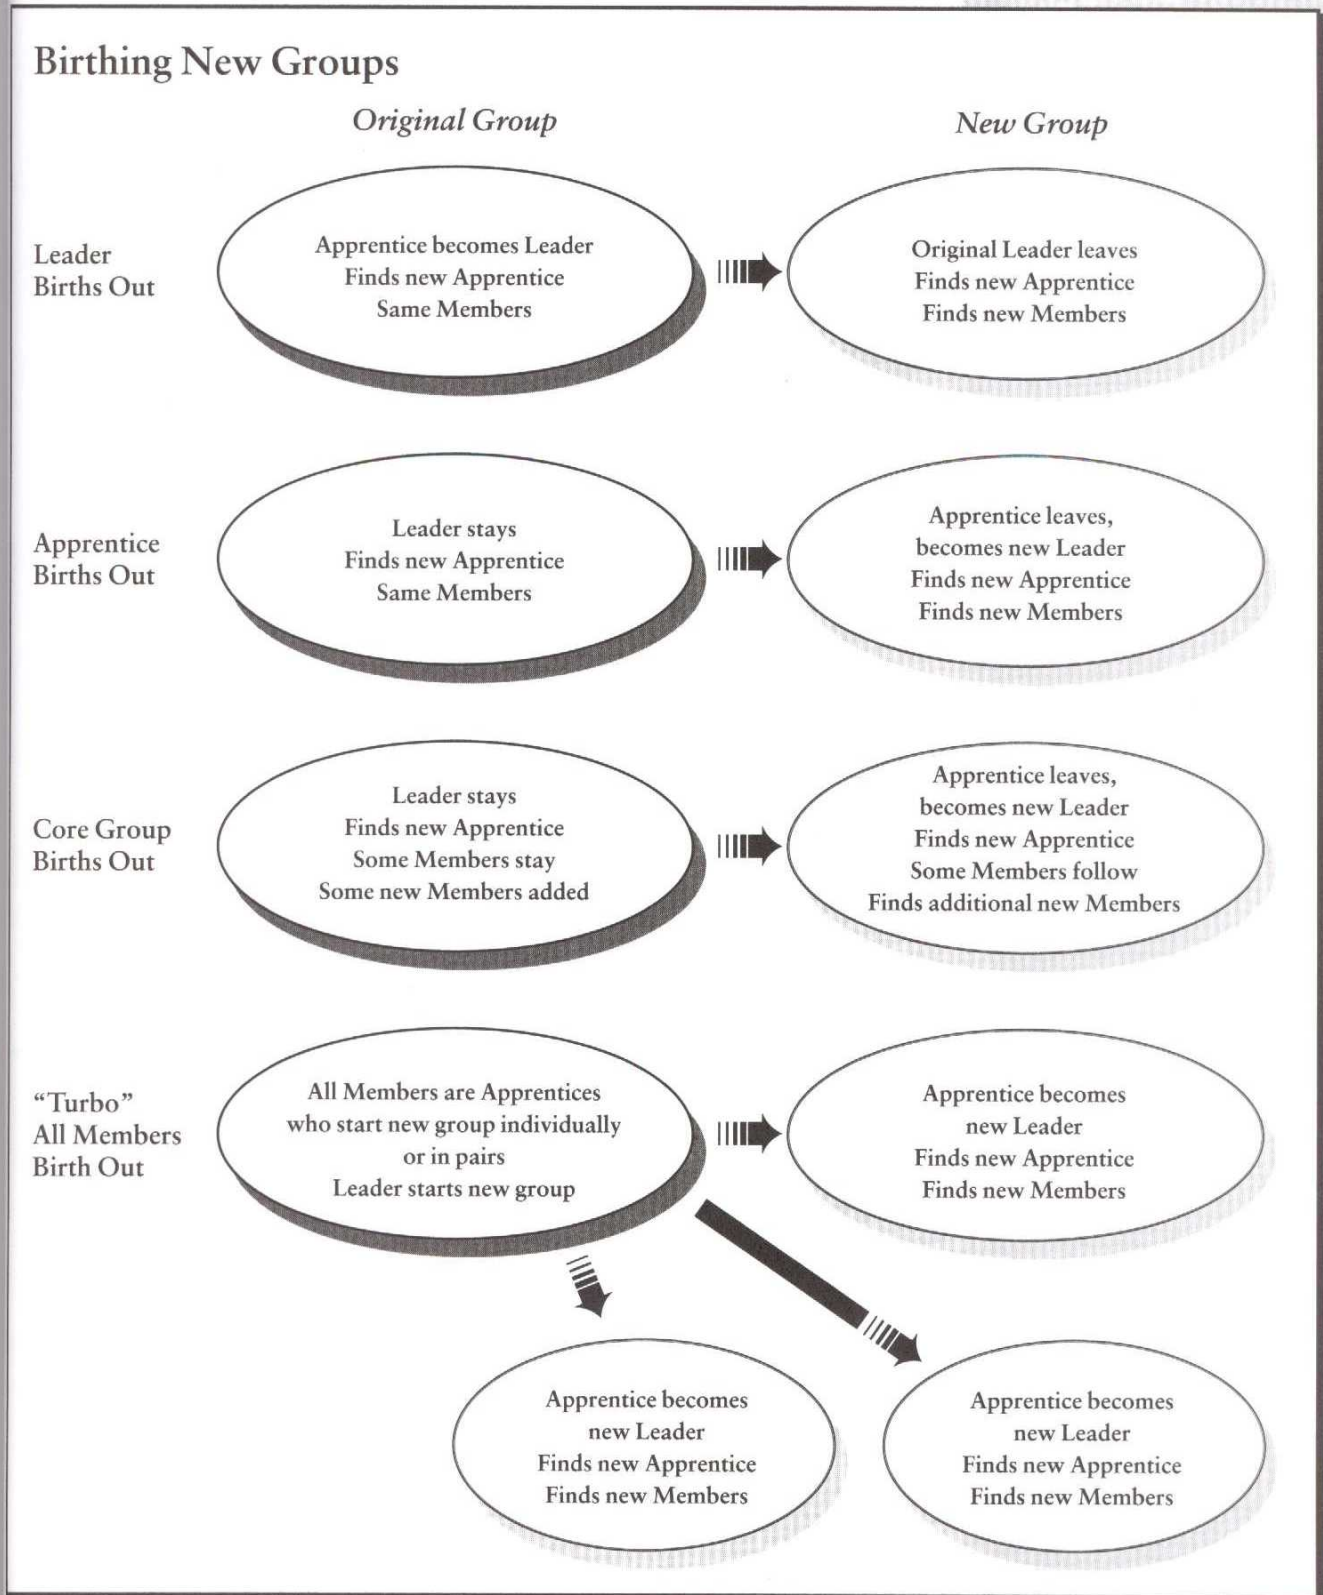 Birthing New Groups
Original Group
New Group
Leader
Births Out
Apprentice becomes Leader
Finds new Apprentice
Same Members
Original Leader leaves
Finds new Apprentice
Finds new Members
Apprentice
Births Out
Leader stays
Finds new Apprentice
Same Members
Apprentice leaves,
becomes new Leader
Finds new Apprentice
Finds new Members
Core Group
Births Out
Leader stays
Finds new Apprentice
Some Members stay
Some new Members added
Apprentice leaves,
becomes new Leader
Finds new Apprentice
Some Members follow
Finds additional new Members
“Turbo”
All Members
Birth Out
All Members are Apprentices
who start new group individually
or in pairs
Leader starts new group
Apprentice becomes
new Leader
Finds new Apprentice
Finds new Members
Apprentice becomes
new Leader
Finds new Apprentice
Finds new Members
Apprentice becomes
new Leader
Finds new Apprentice
Finds new Members